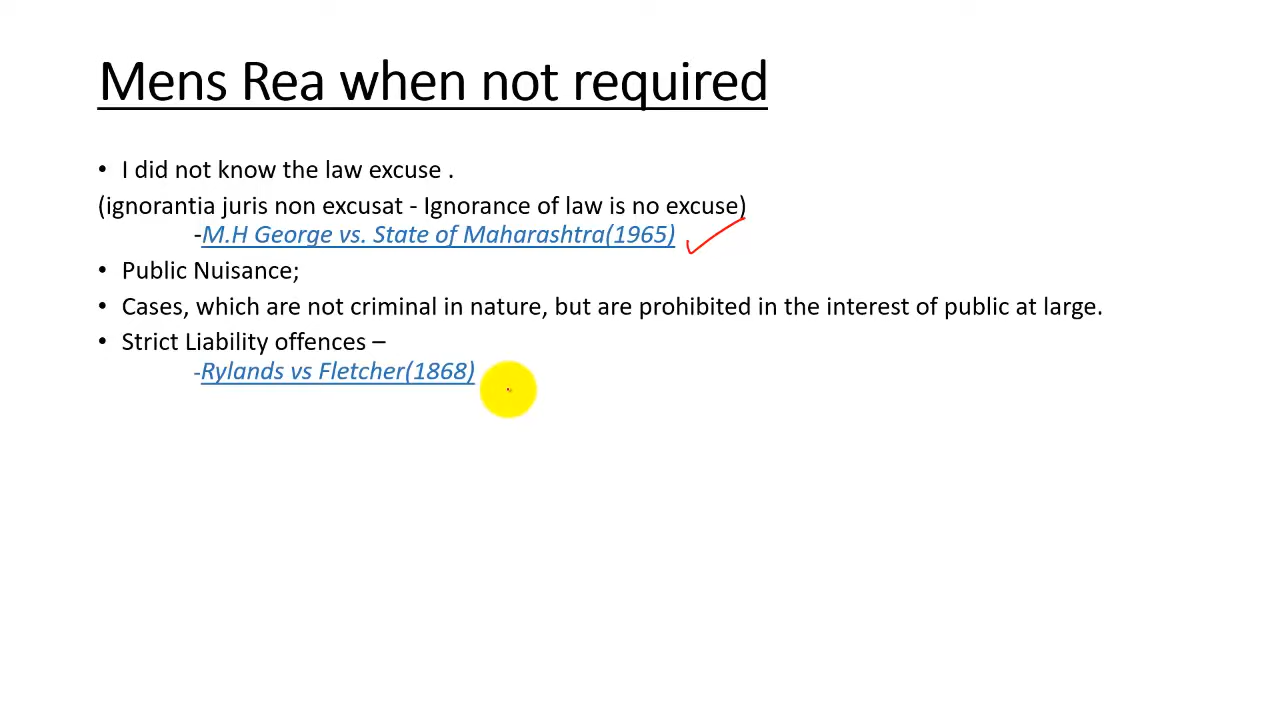 Mens Rea when not required
• I did not know the law excuse .
(ignorantia juris non excusat - Ignorance of law is no excuse)
-M.H George vs. State of Maharashtra(1965)
• Public Nuisance;
• Cases, which are not criminal in nature, but are prohibited in the interest of public at large.
• Strict Liability offences –
-Rylands vs Fletcher(1868)